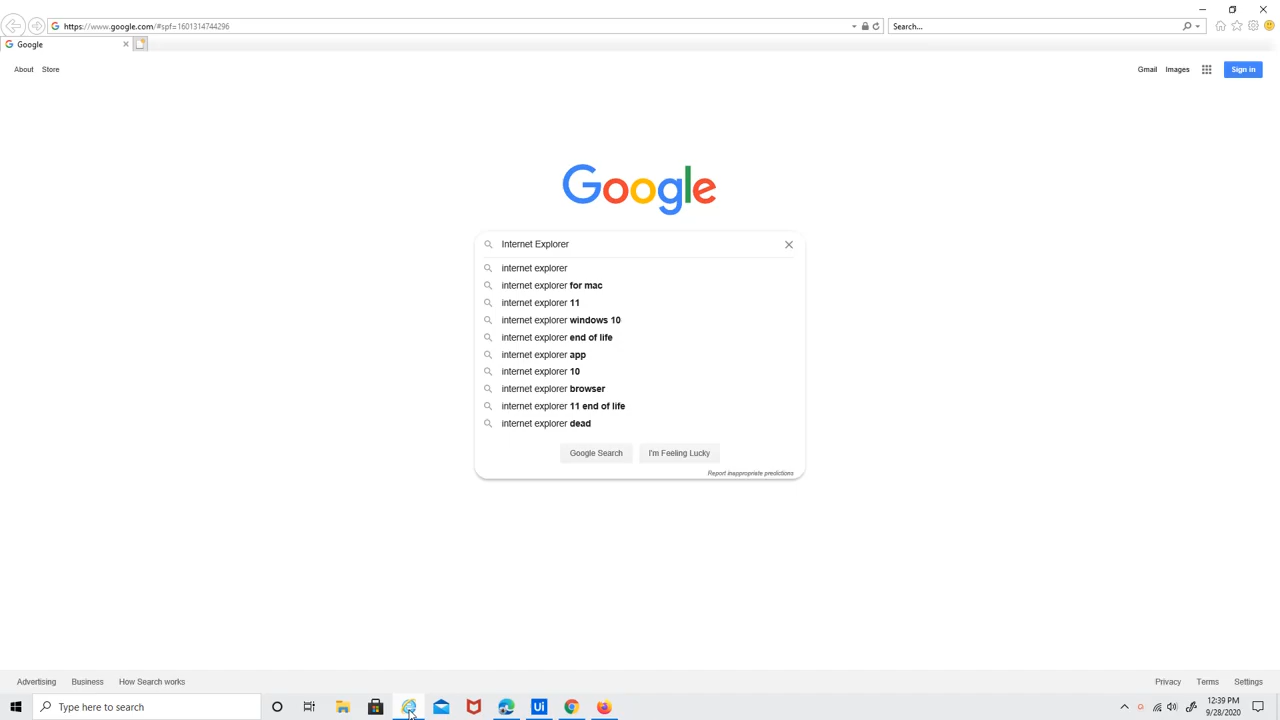 https://www.google.com/#spf=1601314744296
Search...
Google
About Store
Gmail Images Sign in
Google
Internet Explorer
internet explorer
internet explorer for mac
internet explorer 11
internet explorer windows 10
internet explorer end of life
internet explorer app
internet explorer 10
internet explorer browser
internet explorer 11 end of life
internet explorer dead
Google Search I'm Feeling Lucky
Report inappropriate predictions
Advertising Business How Search works
Privacy Terms Settings
Type here to search
Ui
12:39 PM
9/28/2020